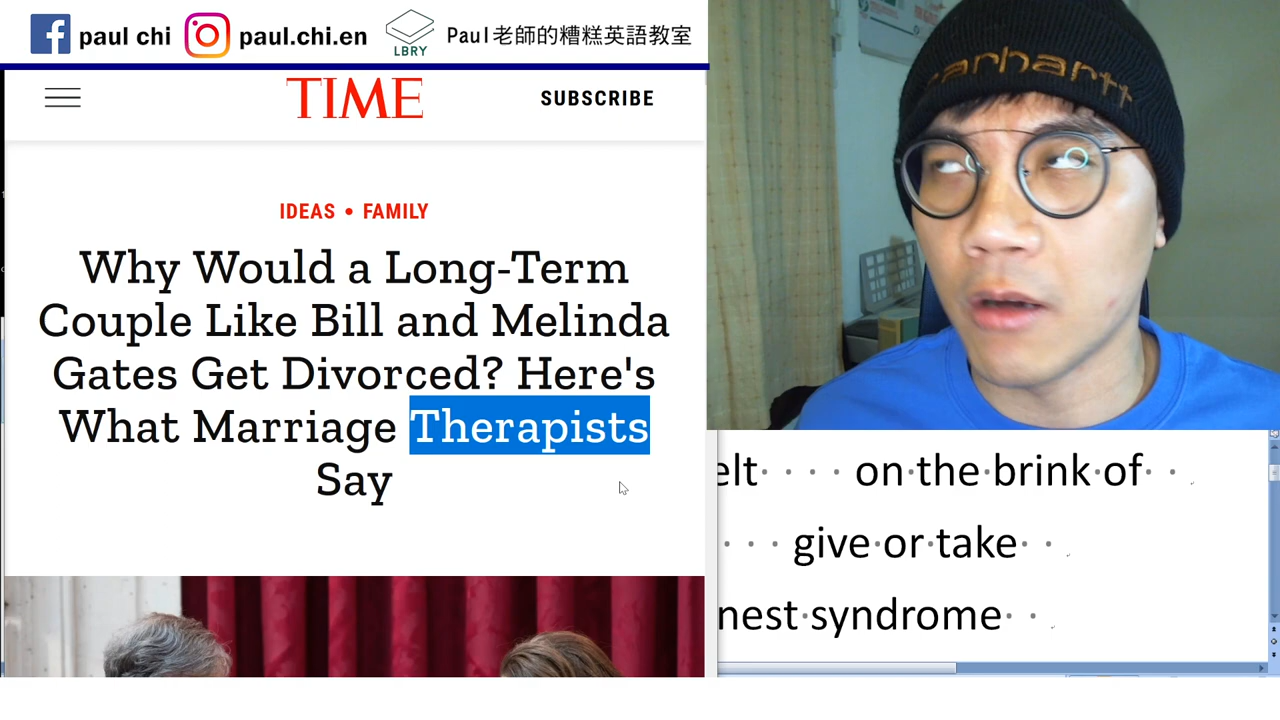 paul chi
paul.chi.en
LBRY
Paul老師的糟糕英語教室
TIME
SUBSCRIBE
IDEAS • FAMILY
Why Would a Long-Term
Couple Like Bill and Melinda
Gates Get Divorced? Here's
What Marriage Therapists
Say
carhartt
elt on the brink of
give or take
nest syndrome